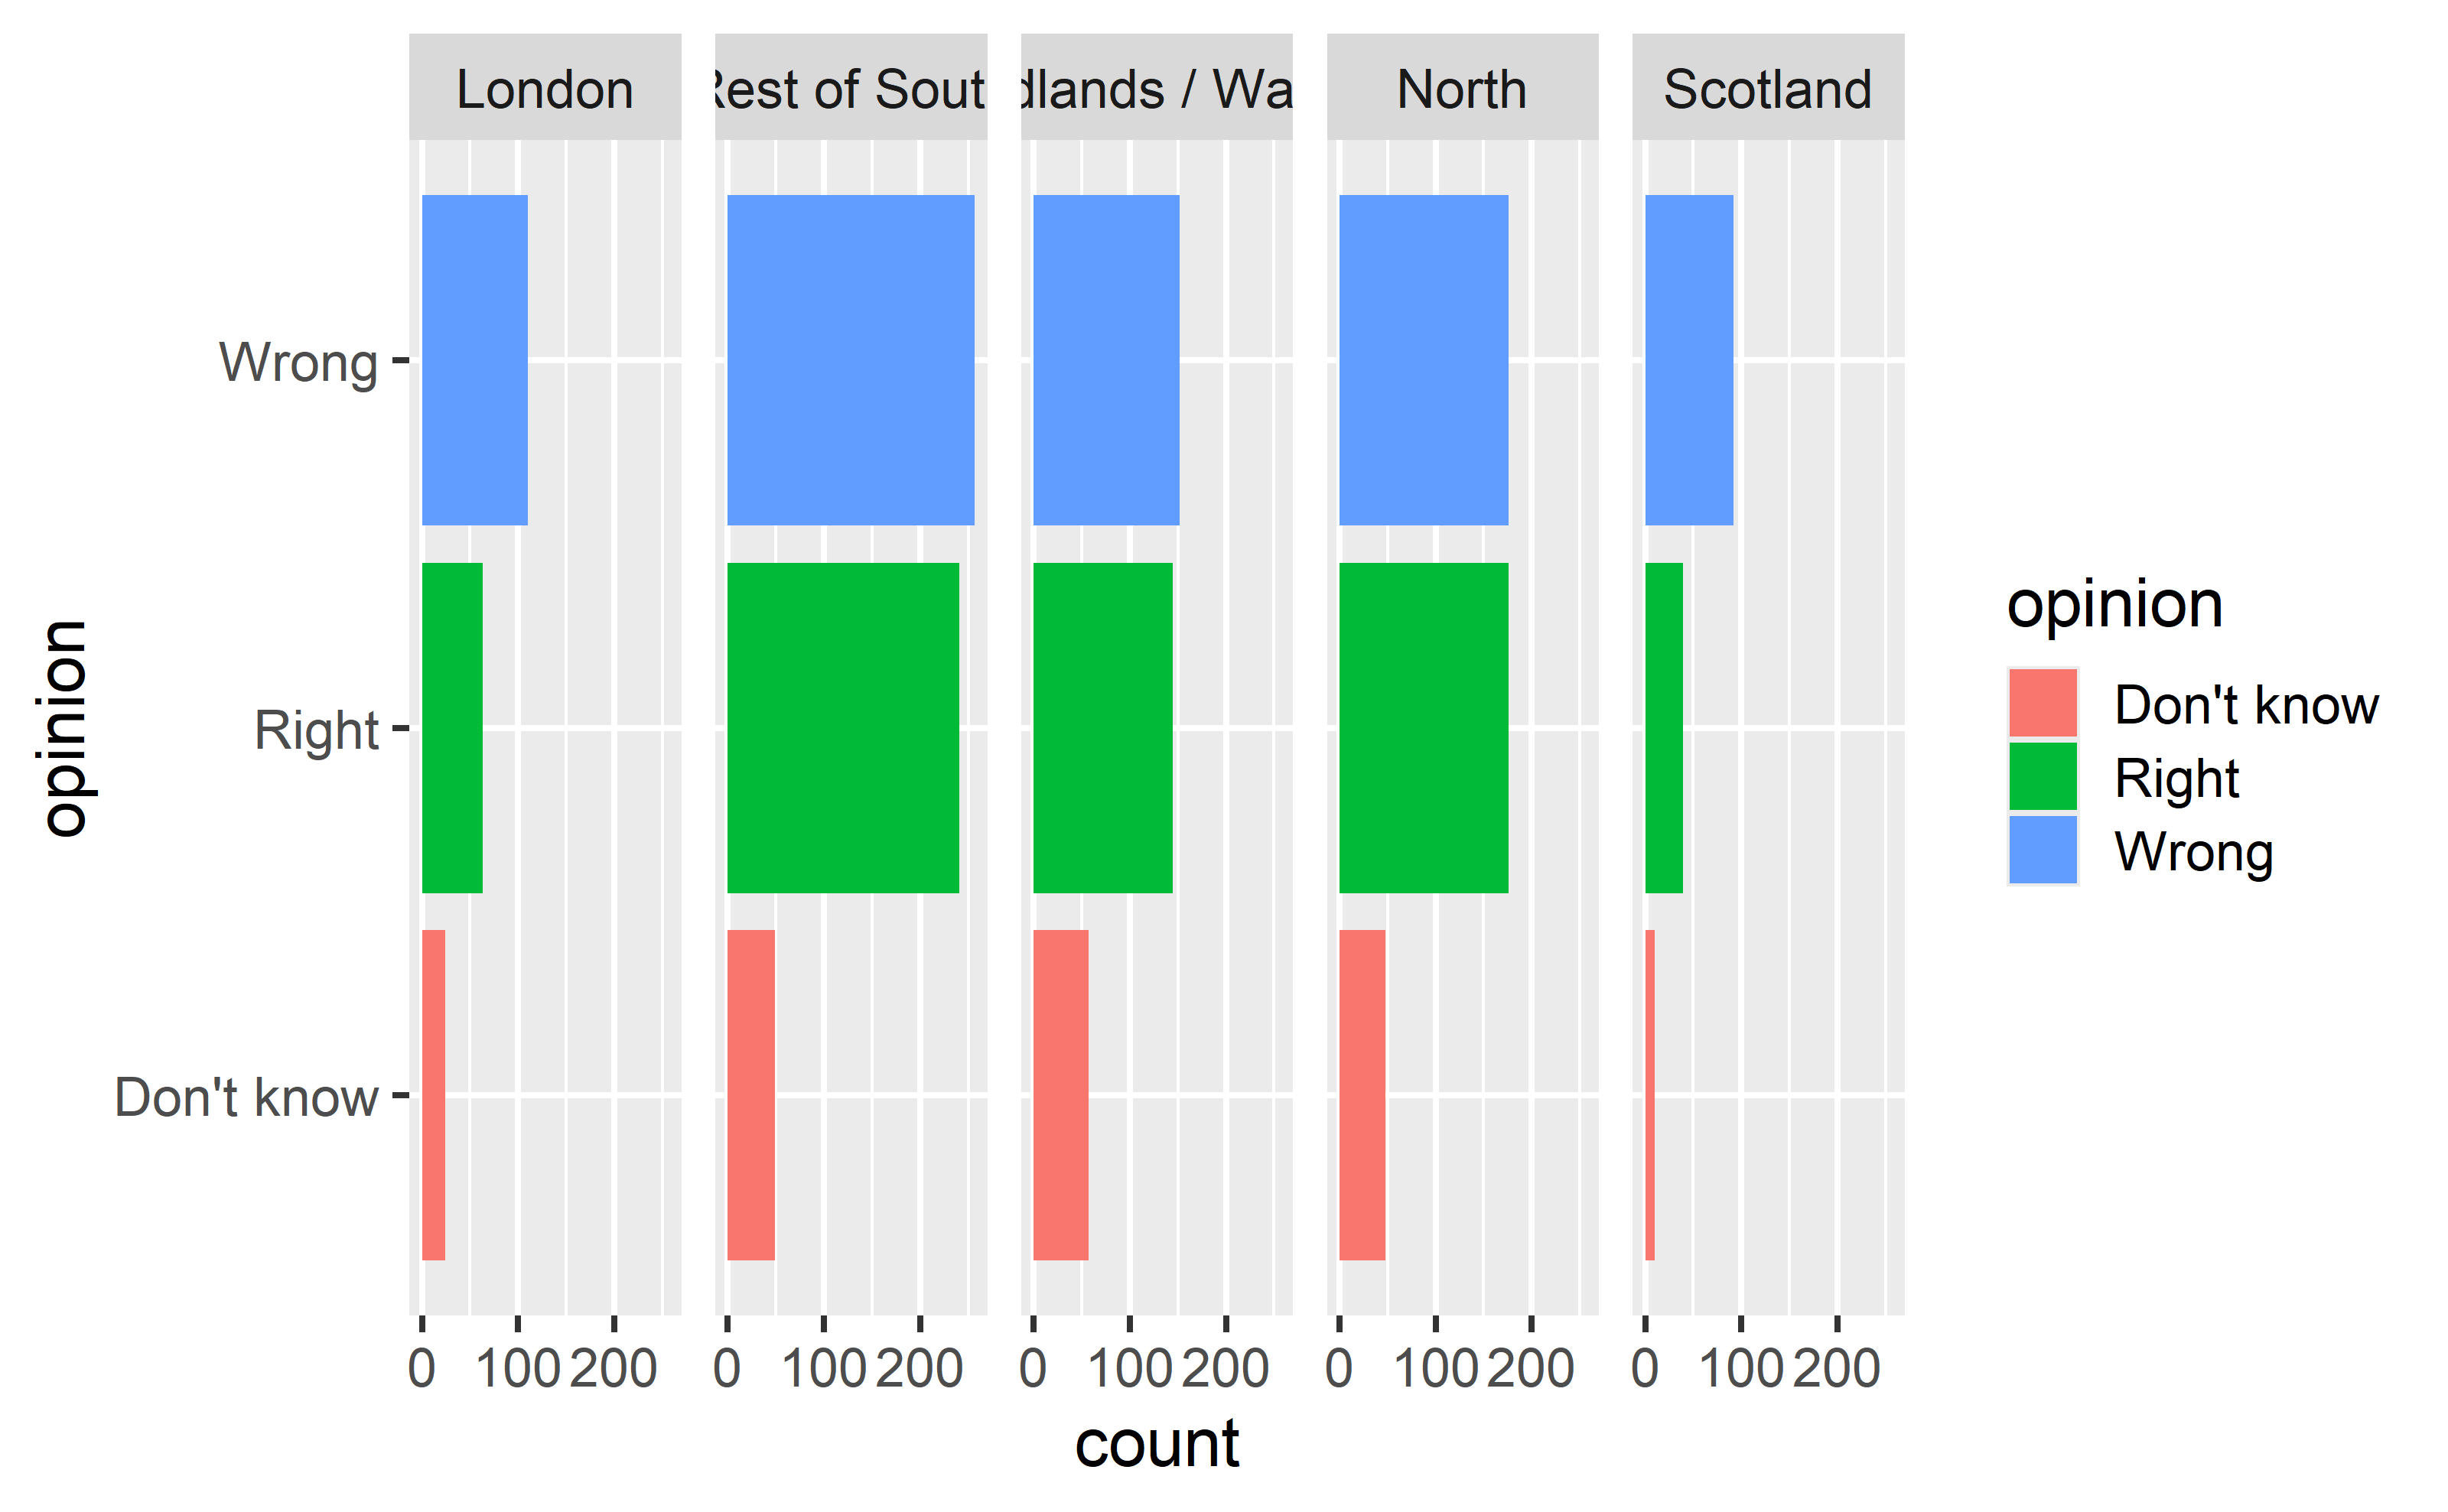 London
Rest of Sout
dlands / Wa
North
Scotland
Wrong
Right
Don't know
opinion
0 100 200
0 100 200
0 100 200
0 100 200
0 100 200
count
opinion
Don't know
Right
Wrong